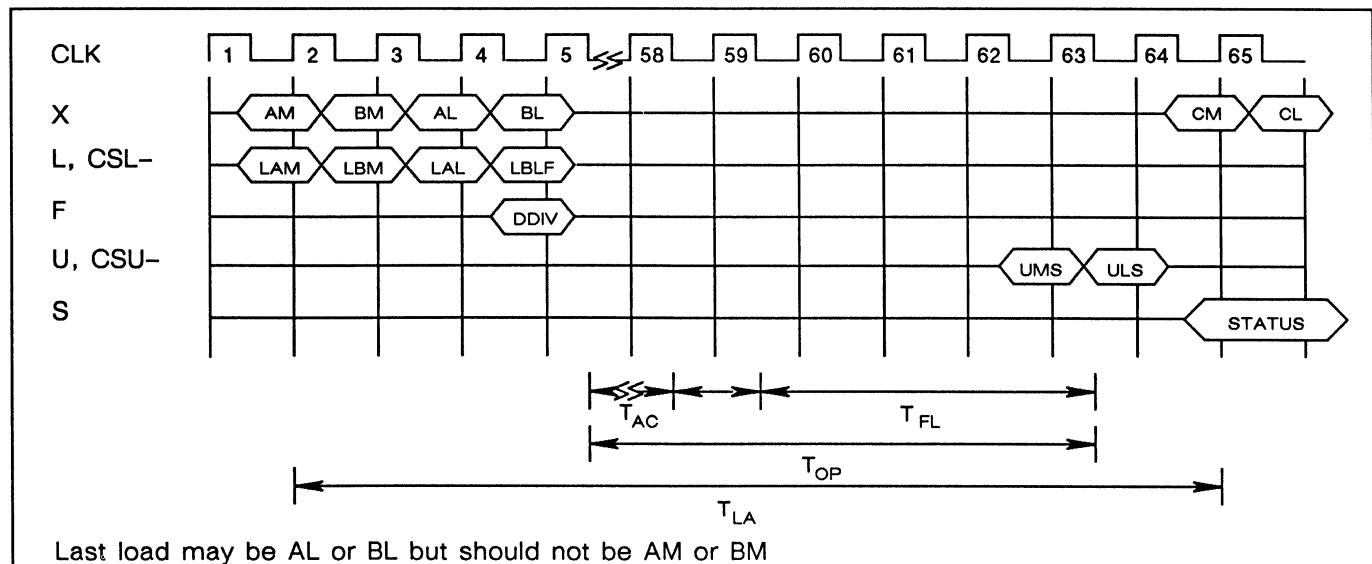 CLK 1 2 3 4 5 58 59 60 61 62 63 64 65
X AM BM AL BL CM CL
L, CSL- LAM LBM LAL LBLF
F DDIV
U, CSU- UMS ULS
S STATUS
TAC TFL
TOP
TLA
Last load may be AL or BL but should not be AM or BM